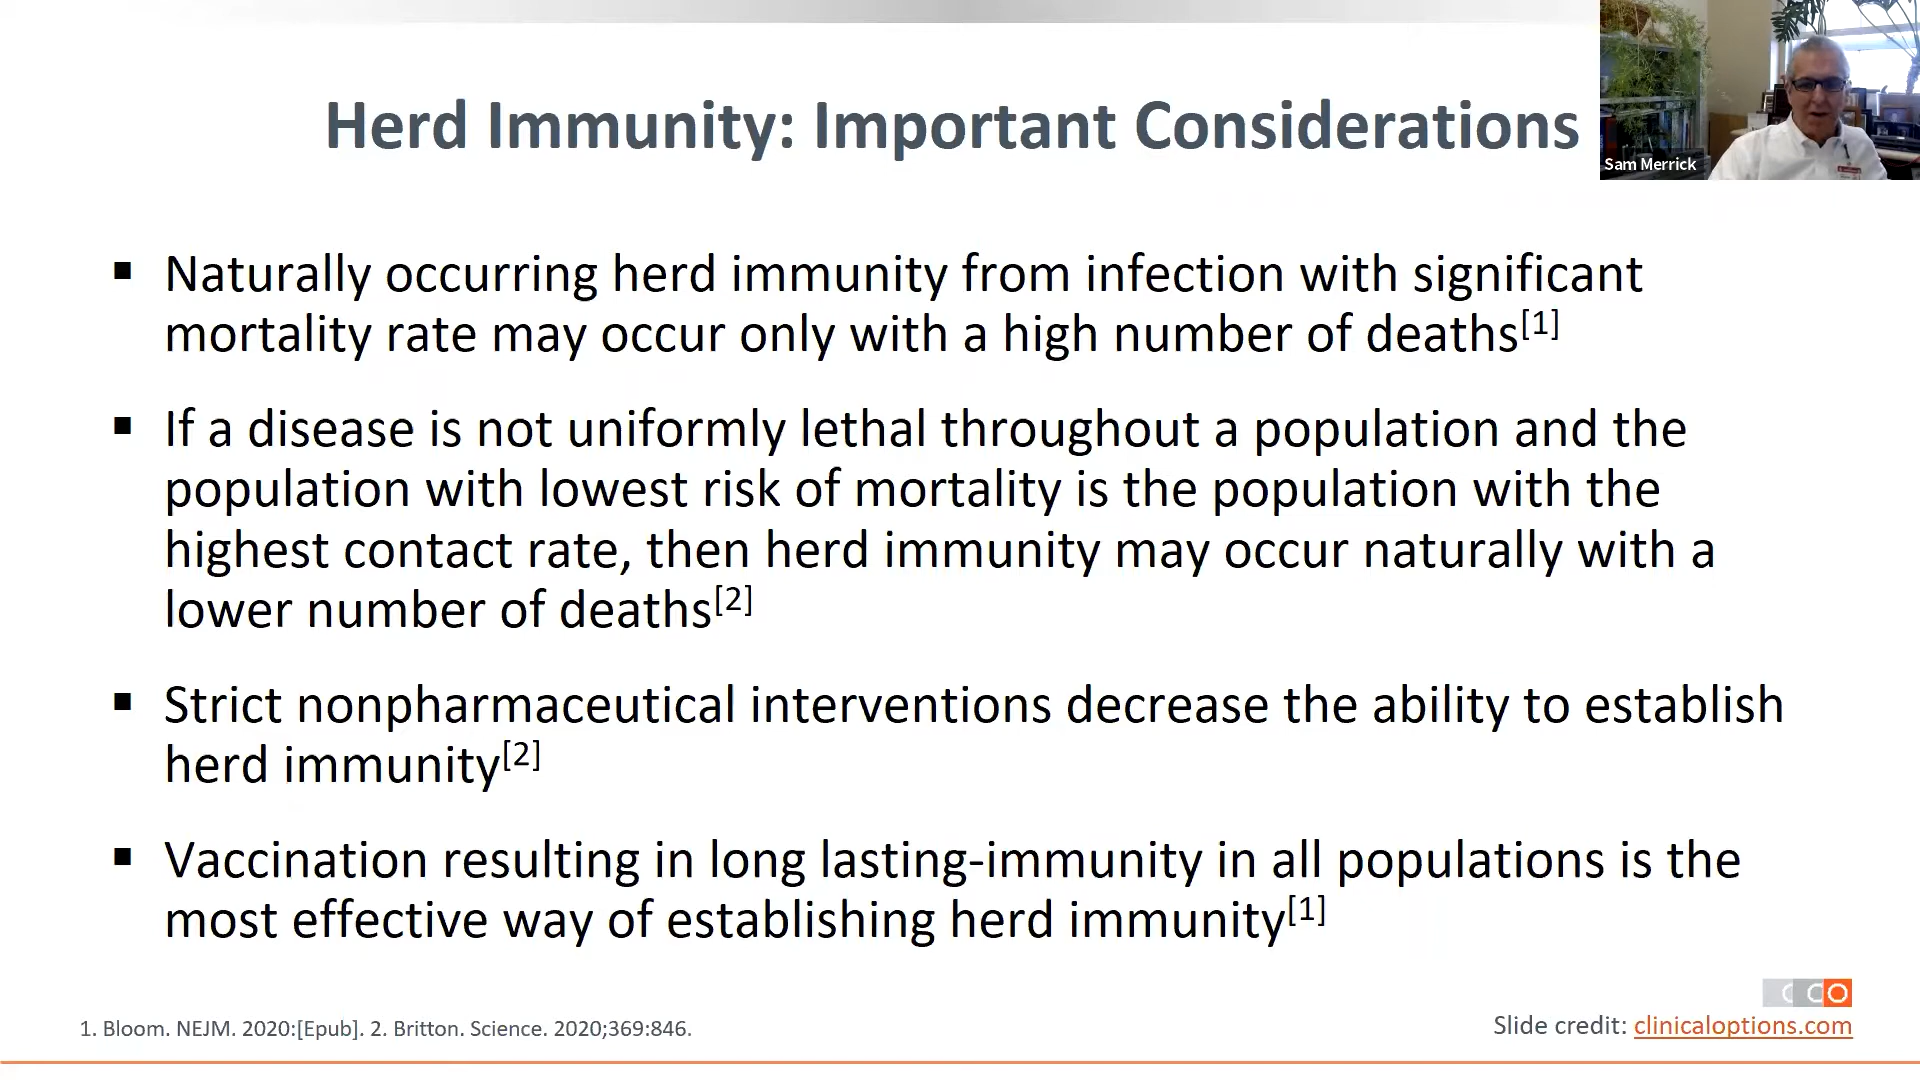 Herd Immunity: Important Considerations
Sam Merrick
▪ Naturally occurring herd immunity from infection with significant
mortality rate may occur only with a high number of deaths[1]
▪ If a disease is not uniformly lethal throughout a population and the
population with lowest risk of mortality is the population with the
highest contact rate, then herd immunity may occur naturally with a
lower number of deaths[2]
▪ Strict nonpharmaceutical interventions decrease the ability to establish
herd immunity[2]
▪ Vaccination resulting in long lasting-immunity in all populations is the
most effective way of establishing herd immunity[1]
CCO
1. Bloom. NEJM. 2020:[Epub]. 2. Britton. Science. 2020;369:846.
Slide credit: clinicaloptions.com